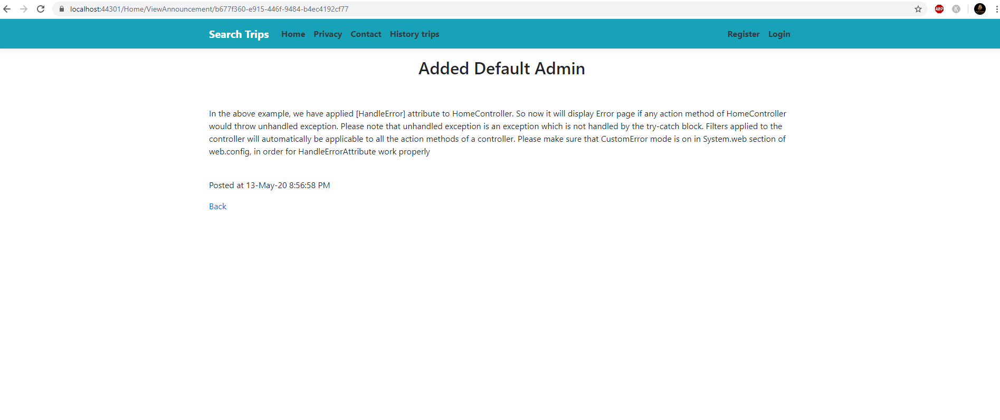 localhost:44301/Home/ViewAnnouncement/b677f360-e915-446f-9484-b4ec4192cf77
ABP
K
Search Trips Home Privacy Contact History trips Register Login
Added Default Admin
In the above example, we have applied [HandleError] attribute to HomeController. So now it will display Error page if any action method of HomeController
would throw unhandled exception. Please note that unhandled exception is an exception which is not handled by the try-catch block. Filters applied to the
controller will automatically be applicable to all the action methods of a controller. Please make sure that CustomError mode is on in System.web section of
web.config, in order for HandleErrorAttribute work properly
Posted at 13-May-20 8:56:58 PM
Back